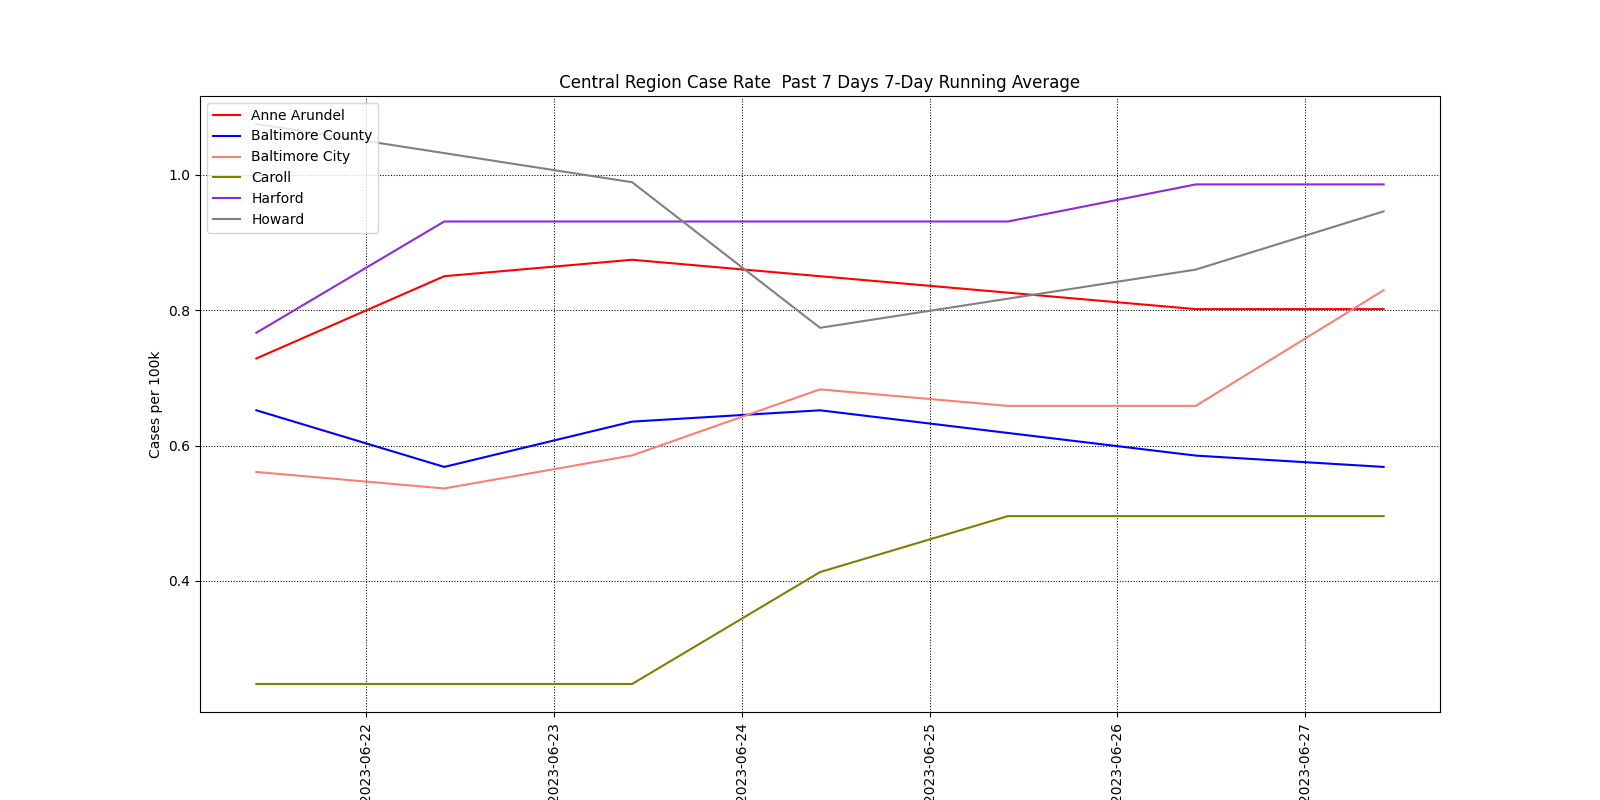 Central Region Case Rate  Past 7 Days 7-Day Running Average
Anne Arundel
Baltimore County
Baltimore City
Caroll
Harford
Howard
Cases per 100k
1.0
0.8
0.6
0.4
2023-06-22
2023-06-23
2023-06-24
2023-06-25
2023-06-26
2023-06-27